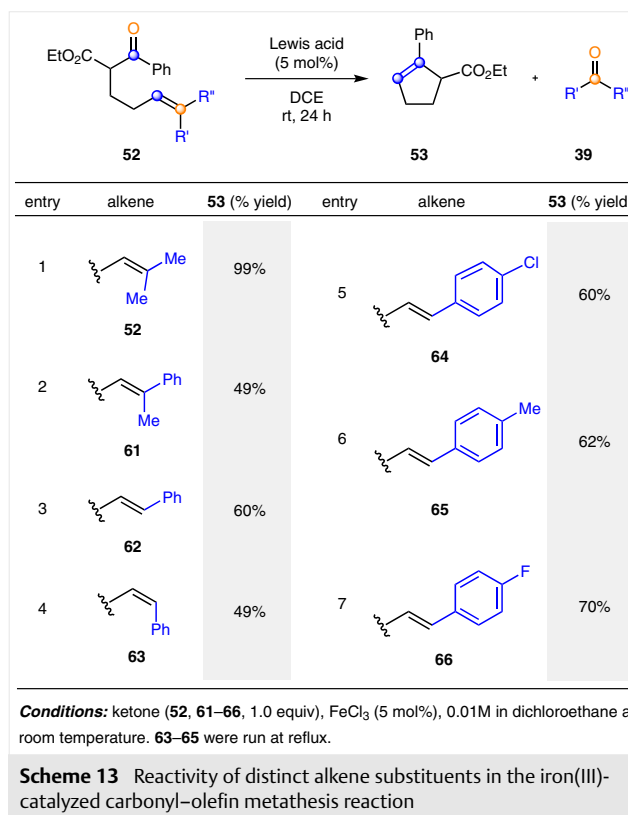 O
EtO₂C
Ph
R"
R'
52
Lewis acid
(5 mol%)
DCE
rt, 24 h
Ph
CO₂Et
53
+
O
R' R"
39
entry alkene 53 (% yield) entry alkene 53 (% yield
1 Me Me 52 99%
2 Ph Me 61 49%
3 Ph 62 60%
4 Ph 63 49%
5 Cl 64 60%
6 Me 65 62%
7 F 66 70%
Conditions: ketone (52, 61–66, 1.0 equiv), FeCl₃ (5 mol%), 0.01M in dichloroethane a
room temperature. 63–65 were run at reflux.
Scheme 13 Reactivity of distinct alkene substituents in the iron(III)-
catalyzed carbonyl–olefin metathesis reaction